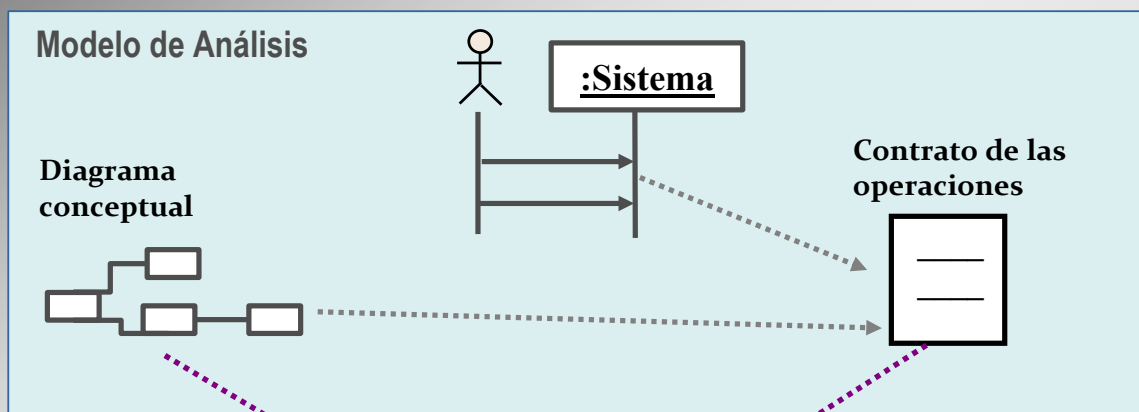 Modelo de Análisis
:Sistema
Diagrama
conceptual
Contrato de las
operaciones